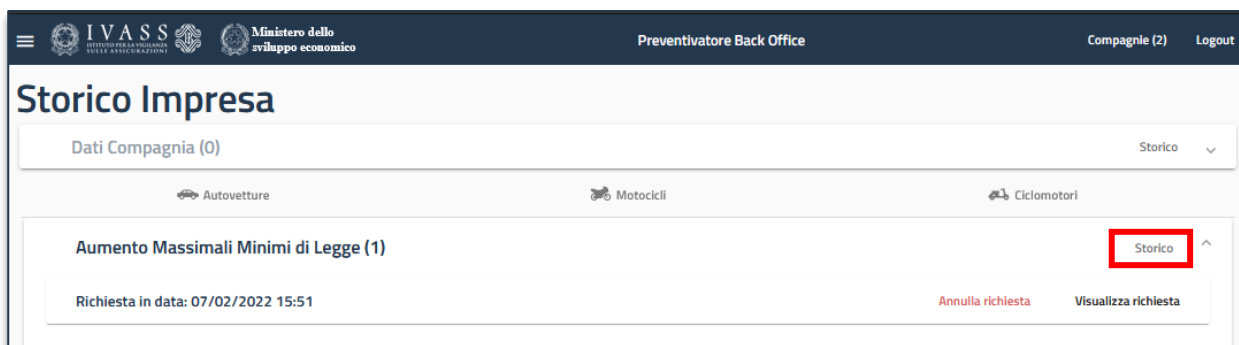 IVASS
ISTITUTO PER LA VIGILANZA
SULLE ASSICURAZIONI
Ministero dello
sviluppo economico
Preventivatore Back Office
Compagnie (2)
Logout
Storico Impresa
Dati Compagnia (0)
Storico
Autovetture
Motocicli
Ciclomotori
Aumento Massimali Minimi di Legge (1)
Storico
Richiesta in data: 07/02/2022 15:51
Annulla richiesta
Visualizza richiesta